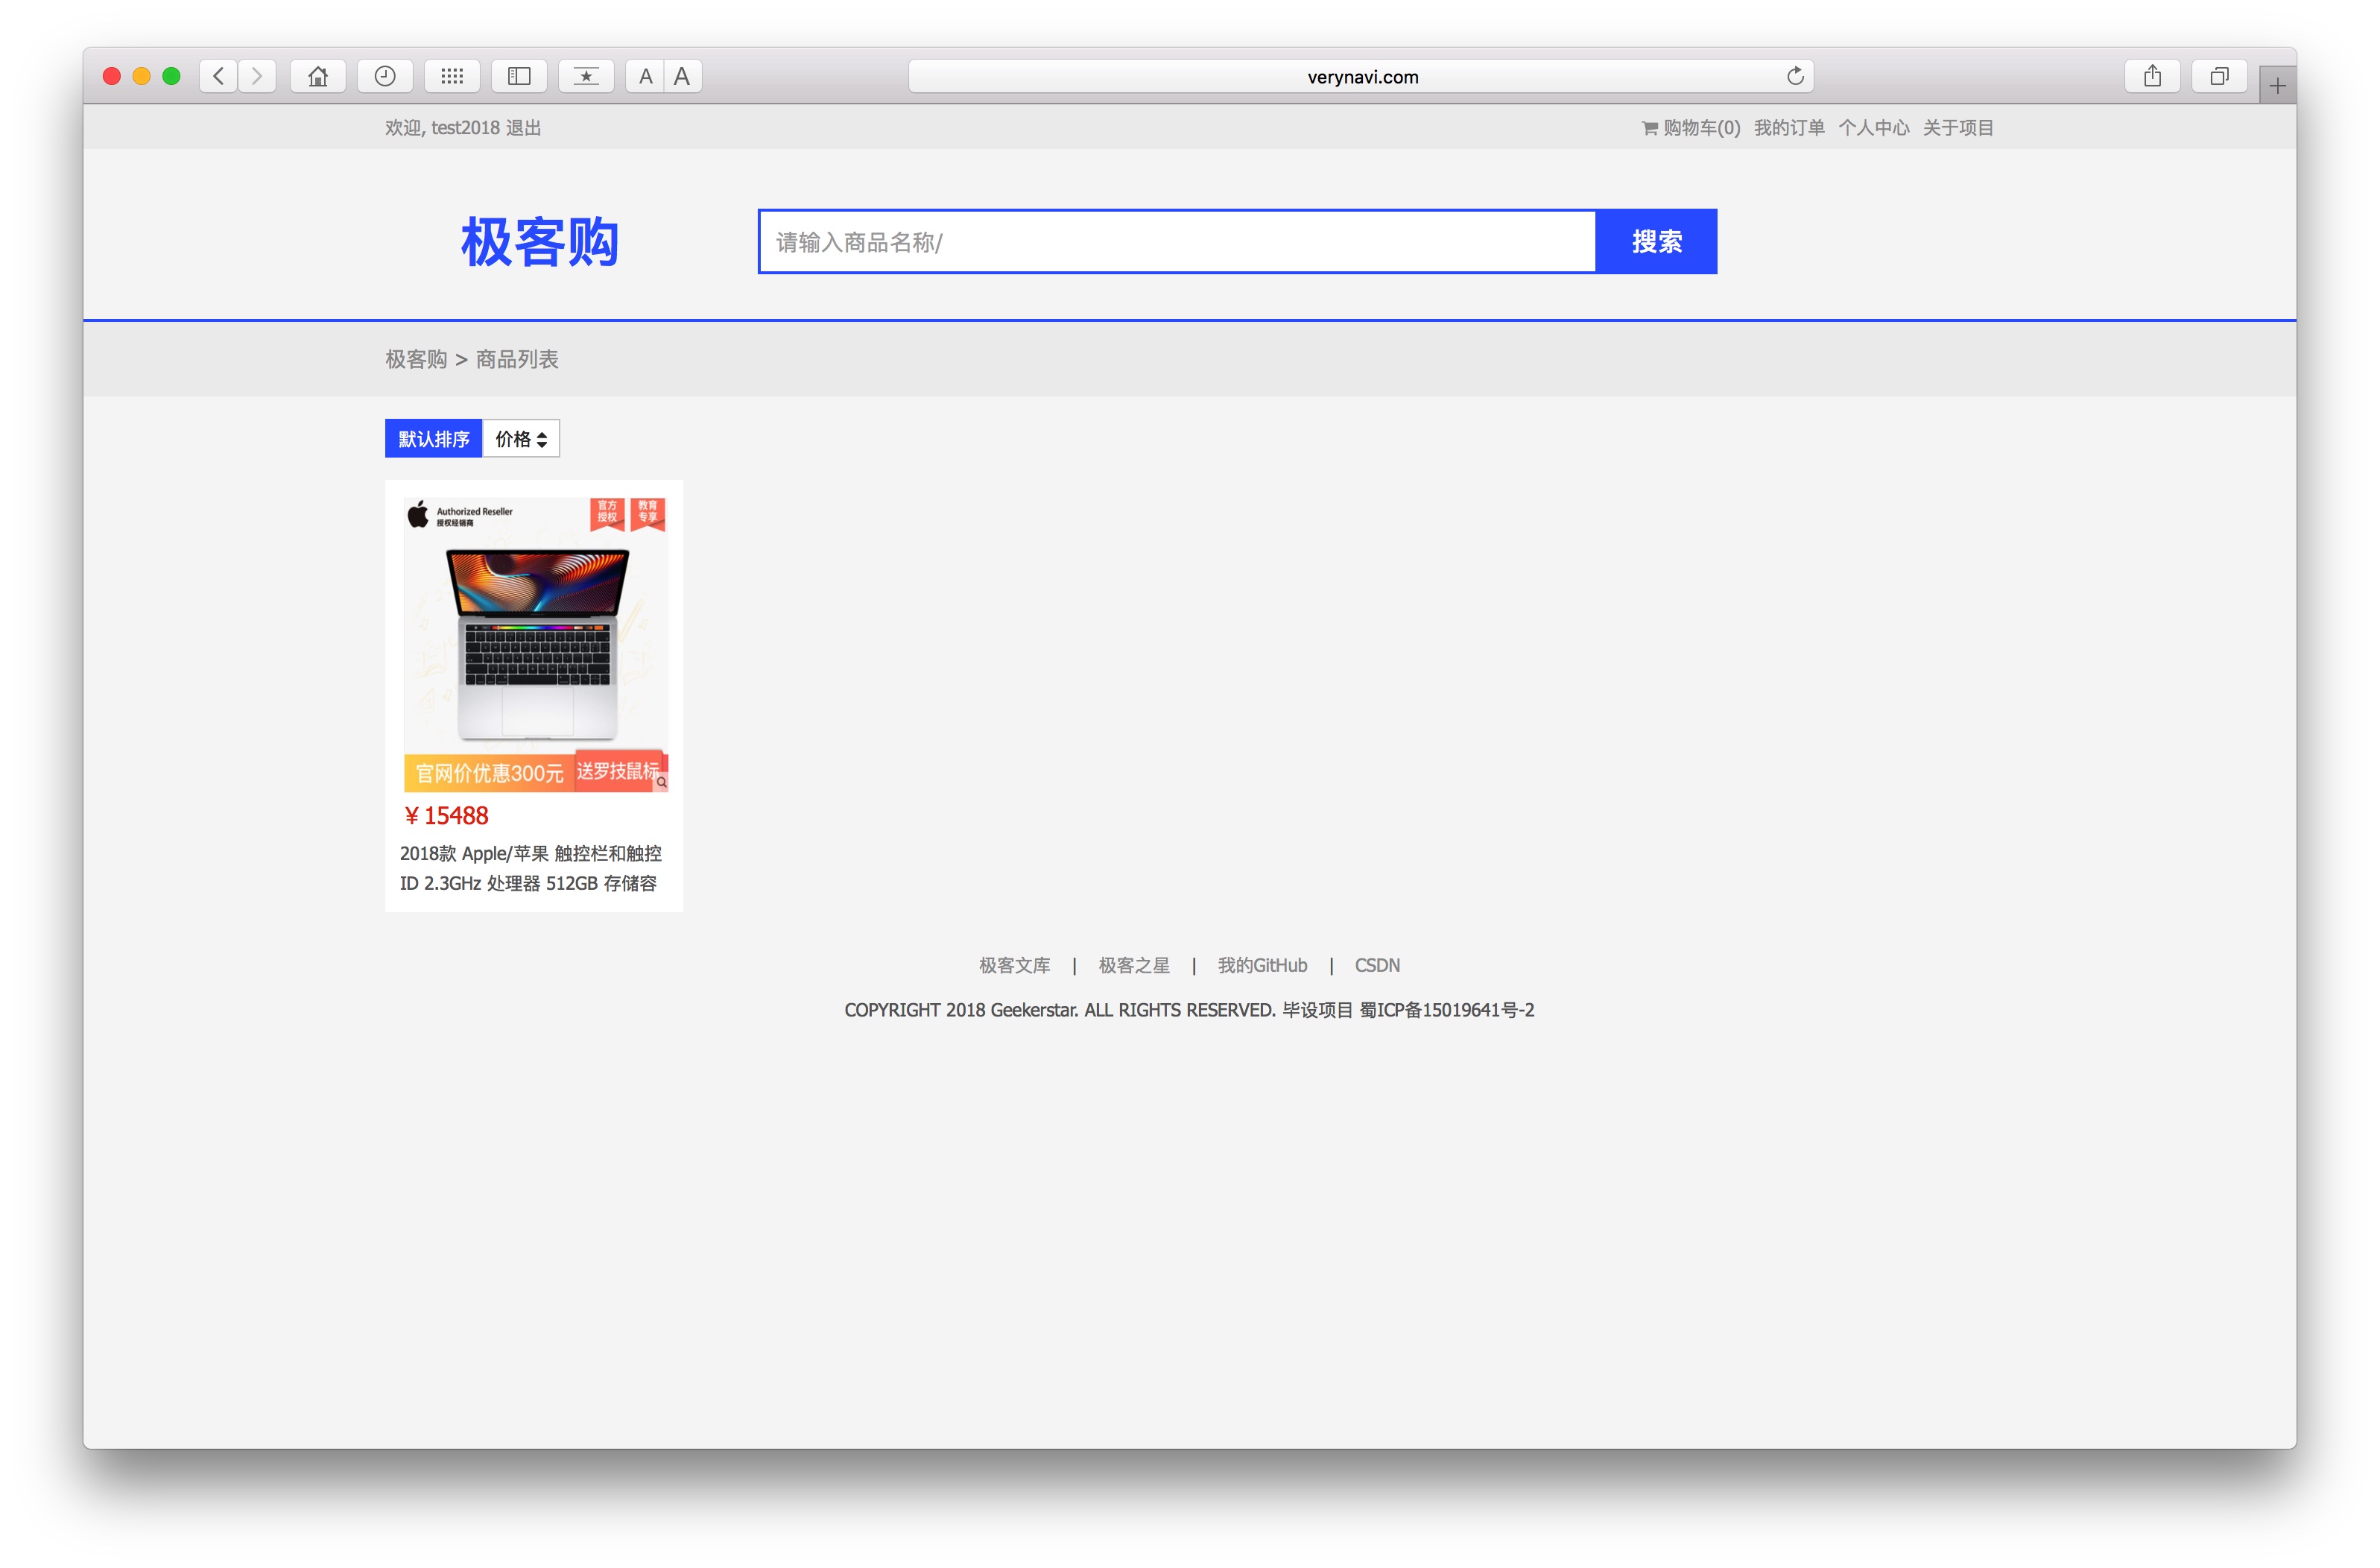 verynavi.com
欢迎, test2018 退出
购物车(0) 我的订单 个人中心 关于项目
极客购
请输入商品名称/
搜索
极客购 > 商品列表
默认排序 价格
Authorized Reseller
授权经销商
官方授权
教育专享
官网价优惠300元
送罗技鼠标
￥15488
2018款 Apple/苹果 触控栏和触控
ID 2.3GHz 处理器 512GB 存储容
极客文库 | 极客之星 | 我的GitHub | CSDN
COPYRIGHT 2018 Geekerstar. ALL RIGHTS RESERVED. 毕设项目 蜀ICP备15019641号-2